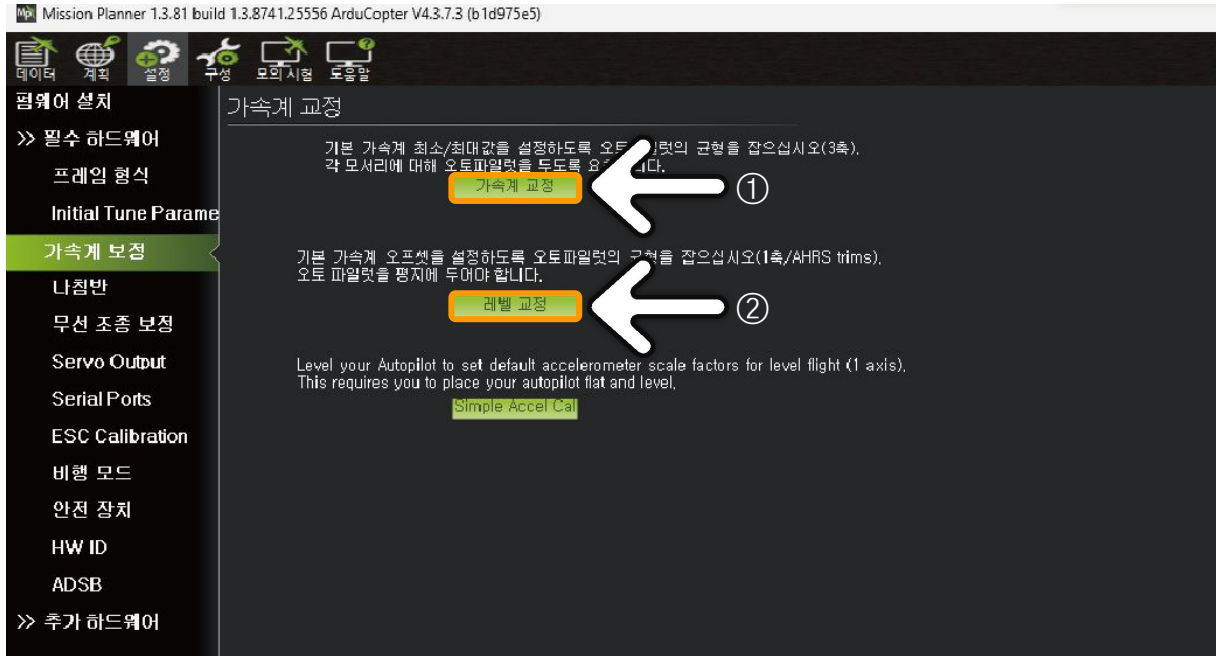 Mission Planner 1.3.81 build 1.3.8741.25556 ArduCopter V4.3.7.3 (b1d975e5)
데이터 계획 설정 구성 모의시험 도움말
펌웨어 설치
가속계 교정
>> 필수 하드웨어
기본 가속계 최소/최대값을 설정하도록 균형을 잡으십시오(3축).
각 모서리에 대해 오토파일럿을 두도록
프레임 형식
가속계 교정
①
Initial Tune Parame
가속계 보정
기본 가속계 오프셋을 설정하도록 오토파일럿의 균형을 잡으십시오(1축/AHRS trims).
오토 파일럿을 평지에 두어야 합니다.
나침반
레벨 교정
②
무선 조종 보정
Servo Output
Level your Autopilot to set default accelerometer scale factors for level flight (1 axis).
This requires you to place your autopilot flat and level.
Serial Ports
Simple Accel Cal
ESC Calibration
비행 모드
안전 장치
HW ID
ADSB
>> 추가 하드웨어